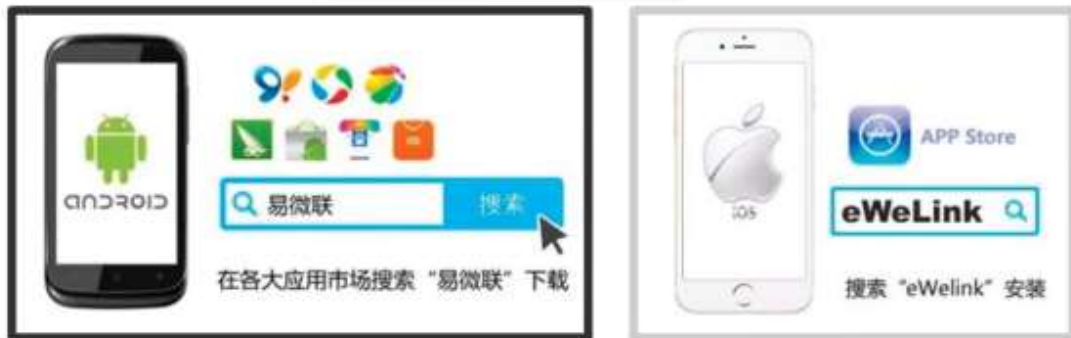 ANDROID
易微联
搜索
在各大应用市场搜索“易微联”下载
iOS
APP Store
eWeLink
搜索“eWelink”安装